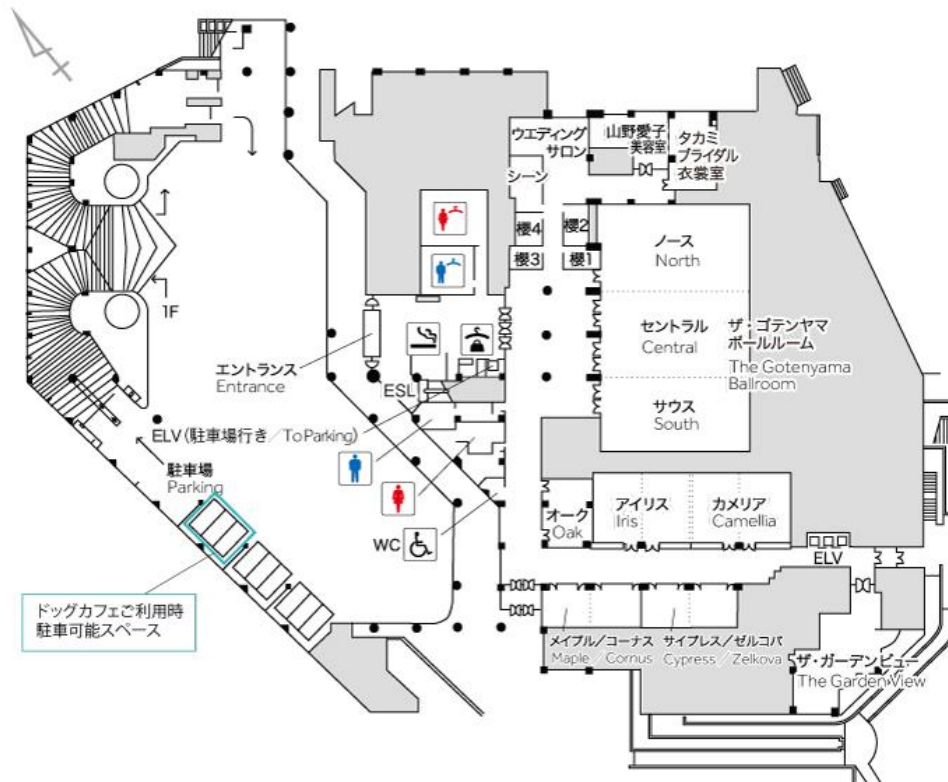 ウエディング
サロン
山野愛子
美容室
タカミ
ブライダル
衣裳室
シーン
櫻4
櫻2
櫻3
櫻1
ノース
North
1F
エントランス
Entrance
セントラル
Central
ザ・ゴテンヤマ
ボールルーム
The Gotenyama
Ballroom
ESL
サウス
South
ELV(駐車場行き/To Parking)
駐車場
Parking
オーク
Oak
アイリス
Iris
カメリア
Camellia
WC
ELV
ドッグカフェご利用時
駐車可能スペース
メイプル/コーナス
Maple/Cornus
サイプレス/ゼルコバ
Cypress/Zelkova
ザ・ガーデンビュー
The Garden View